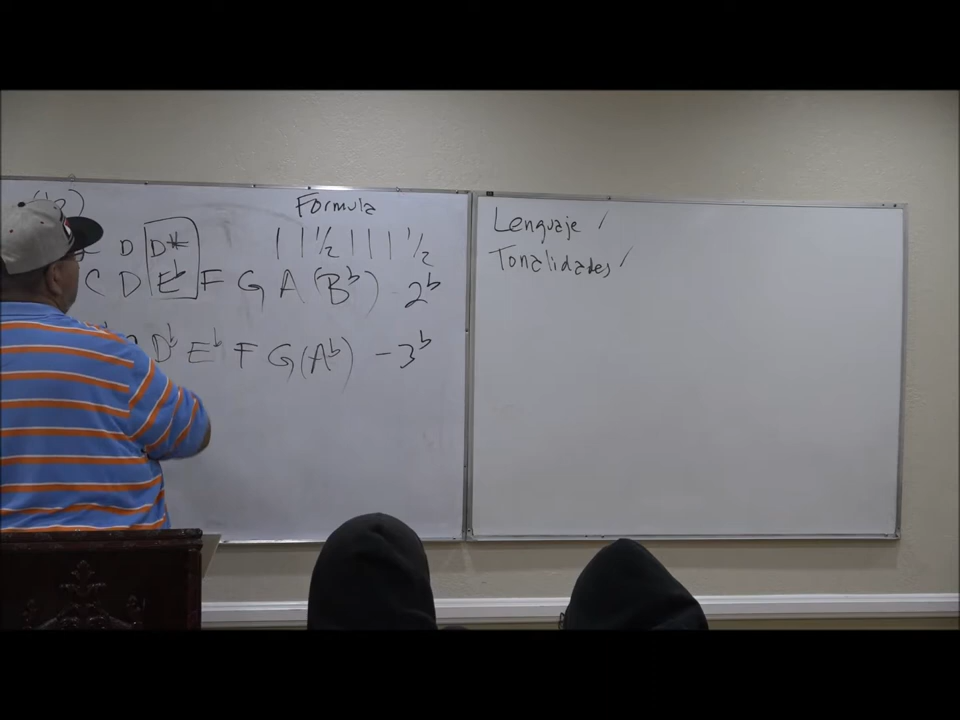 Formula
D D# 1 1 1/2 1 1 1 1/2
C D E♭ F G A (B♭) 2♭
D♭ E♭ F G (A♭) - 3♭
Lenguaje /
Tonalidades /